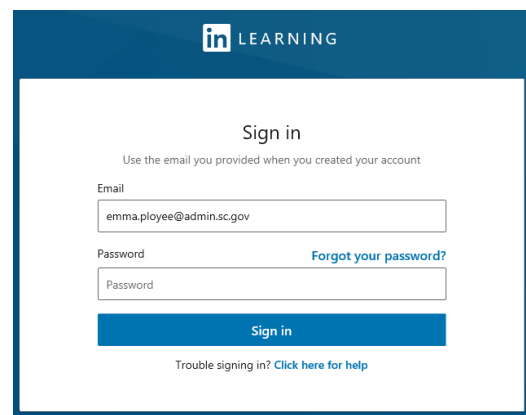 in LEARNING
Sign in
Use the email you provided when you created your account
Email
emma.ployee@admin.sc.gov
Password Forgot your password?
Password
Sign in
Trouble signing in? Click here for help